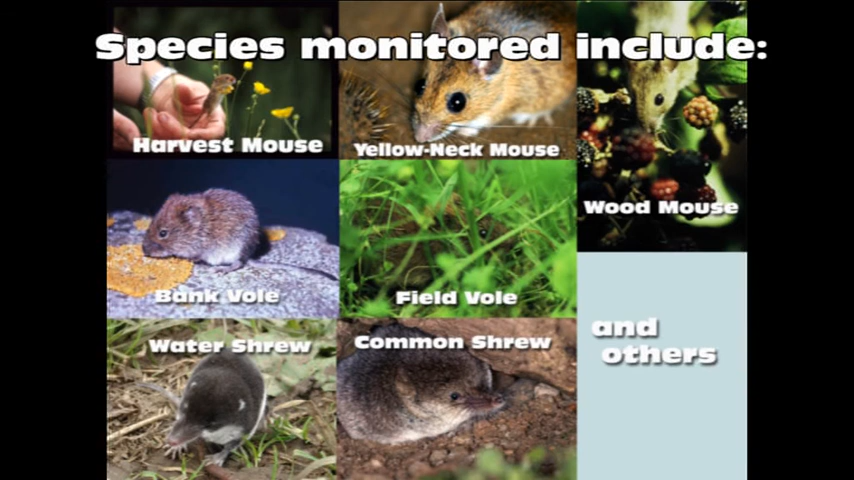 Species monitored include:
Harvest Mouse
Yellow-Neck Mouse
Wood Mouse
Bank Vole
Field Vole
and
others
Water Shrew
Common Shrew